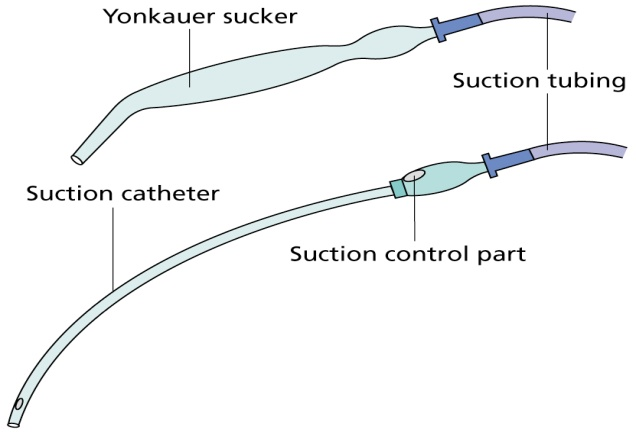 Yonkauer sucker
Suction tubing
Suction catheter
Suction control part